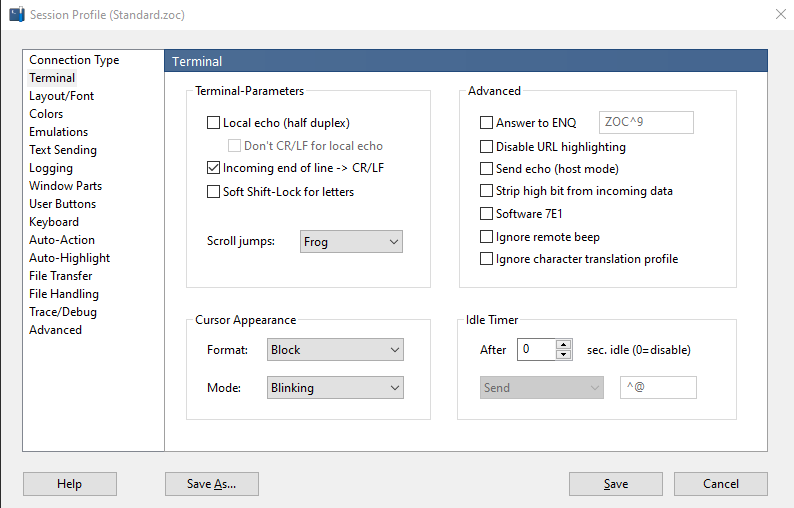 Session Profile (Standard.zoc)
Connection Type
Terminal
Layout/Font
Colors
Emulations
Text Sending
Logging
Window Parts
User Buttons
Keyboard
Auto-Action
Auto-Highlight
File Transfer
File Handling
Trace/Debug
Advanced
Terminal
Terminal-Parameters
Local echo (half duplex)
Don't CR/LF for local echo
Incoming end of line -> CR/LF
Soft Shift-Lock for letters
Scroll jumps: Frog
Advanced
Answer to ENQ ZOC^9
Disable URL highlighting
Send echo (host mode)
Strip high bit from incoming data
Software 7E1
Ignore remote beep
Ignore character translation profile
Cursor Appearance
Format: Block
Mode: Blinking
Idle Timer
After 0 sec. idle (0=disable)
Send ^@
Help Save As... Save Cancel